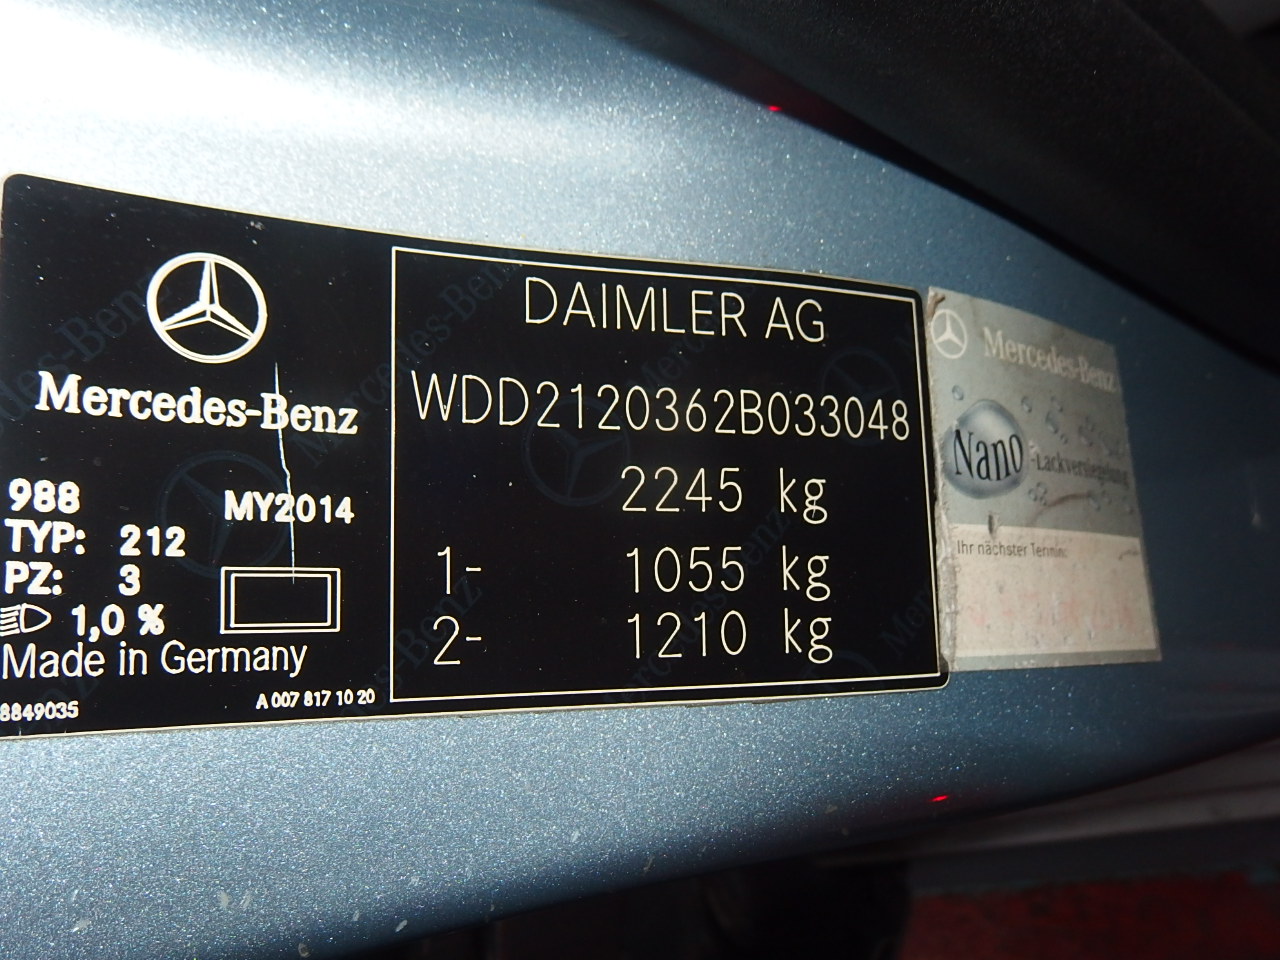 Mercedes-Benz
988 MY2014
TYP: 212
PZ: 3
1,0 %
Made in Germany
8849035 A 007 817 10 20
DAIMLER AG
WDD2120362B033048
2245 kg
1- 1055 kg
2- 1210 kg
Mercedes-Benz
Nano -Lackversiegelung
Ihr nächster Termin: